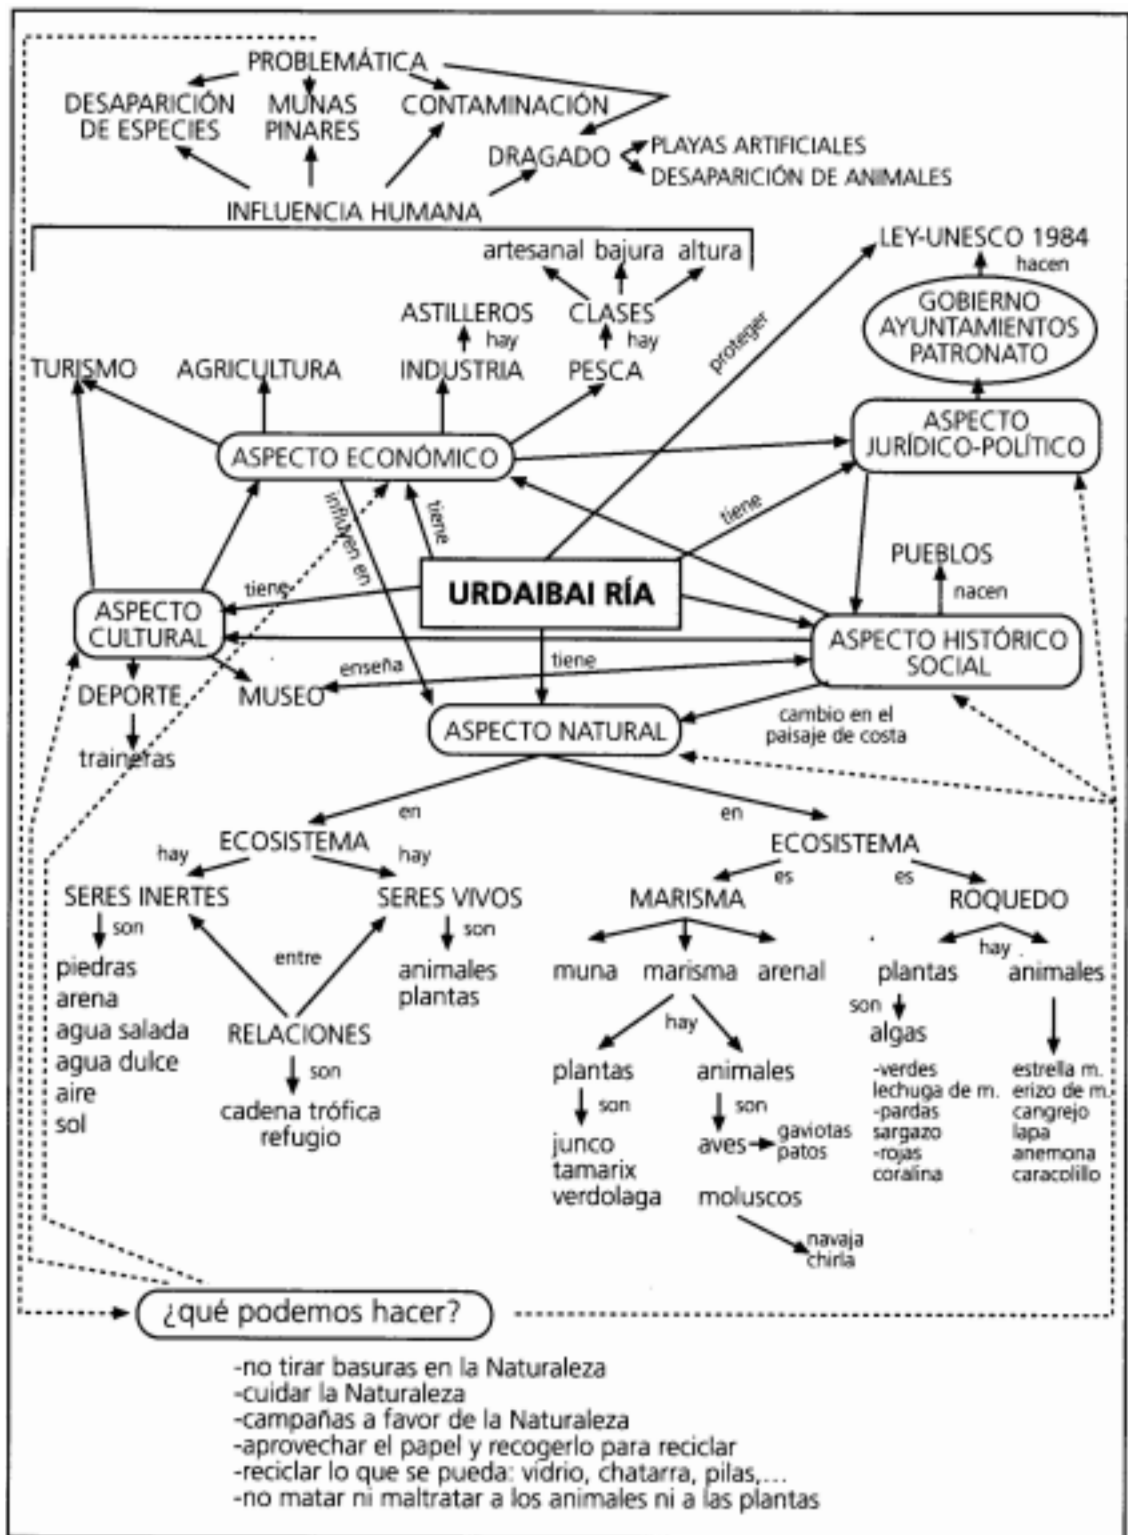 PROBLEMÁTICA
DESAPARICIÓN
DE ESPECIES
MUNAS
PINARES
CONTAMINACIÓN
DRAGADO
PLAYAS ARTIFICIALES
DESAPARICIÓN DE ANIMALES
INFLUENCIA HUMANA
artesanal bajura altura
ASTILLEROS
CLASES
hay
hay
TURISMO
AGRICULTURA
INDUSTRIA
PESCA
proteger
LEY-UNESCO 1984
hacen
GOBIERNO
AYUNTAMIENTOS
PATRONATO
ASPECTO ECONÓMICO
ASPECTO
JURÍDICO-POLÍTICO
influyen en
tiene
tiene
PUEBLOS
nacen
tiene
URDAIBAI RÍA
ASPECTO
CULTURAL
ASPECTO HISTÓRICO
SOCIAL
enseña
tiene
DEPORTE
MUSEO
traineras
ASPECTO NATURAL
cambio en el
paisaje de costa
en
en
ECOSISTEMA
hay
hay
SERES INERTES
SERES VIVOS
son
son
piedras
arena
agua salada
agua dulce
aire
sol
entre
animales
plantas
RELACIONES
son
cadena trófica
refugio
ECOSISTEMA
es
es
MARISMA
ROQUEDO
muna
marisma
arenal
hay
plantas
animales
son
son
junco
tamarix
verdolaga
aves
gaviotas
patos
moluscos
navaja
chirla
hay
plantas
animales
son
algas
-verdes
lechuga de m.
-pardas
sargazo
-rojas
coralina
estrella m.
erizo de m.
cangrejo
lapa
anemona
caracolillo
¿qué podemos hacer?
-no tirar basuras en la Naturaleza
-cuidar la Naturaleza
-campañas a favor de la Naturaleza
-aprovechar el papel y recogerlo para reciclar
-reciclar lo que se pueda: vidrio, chatarra, pilas,...
-no matar ni maltratar a los animales ni a las plantas